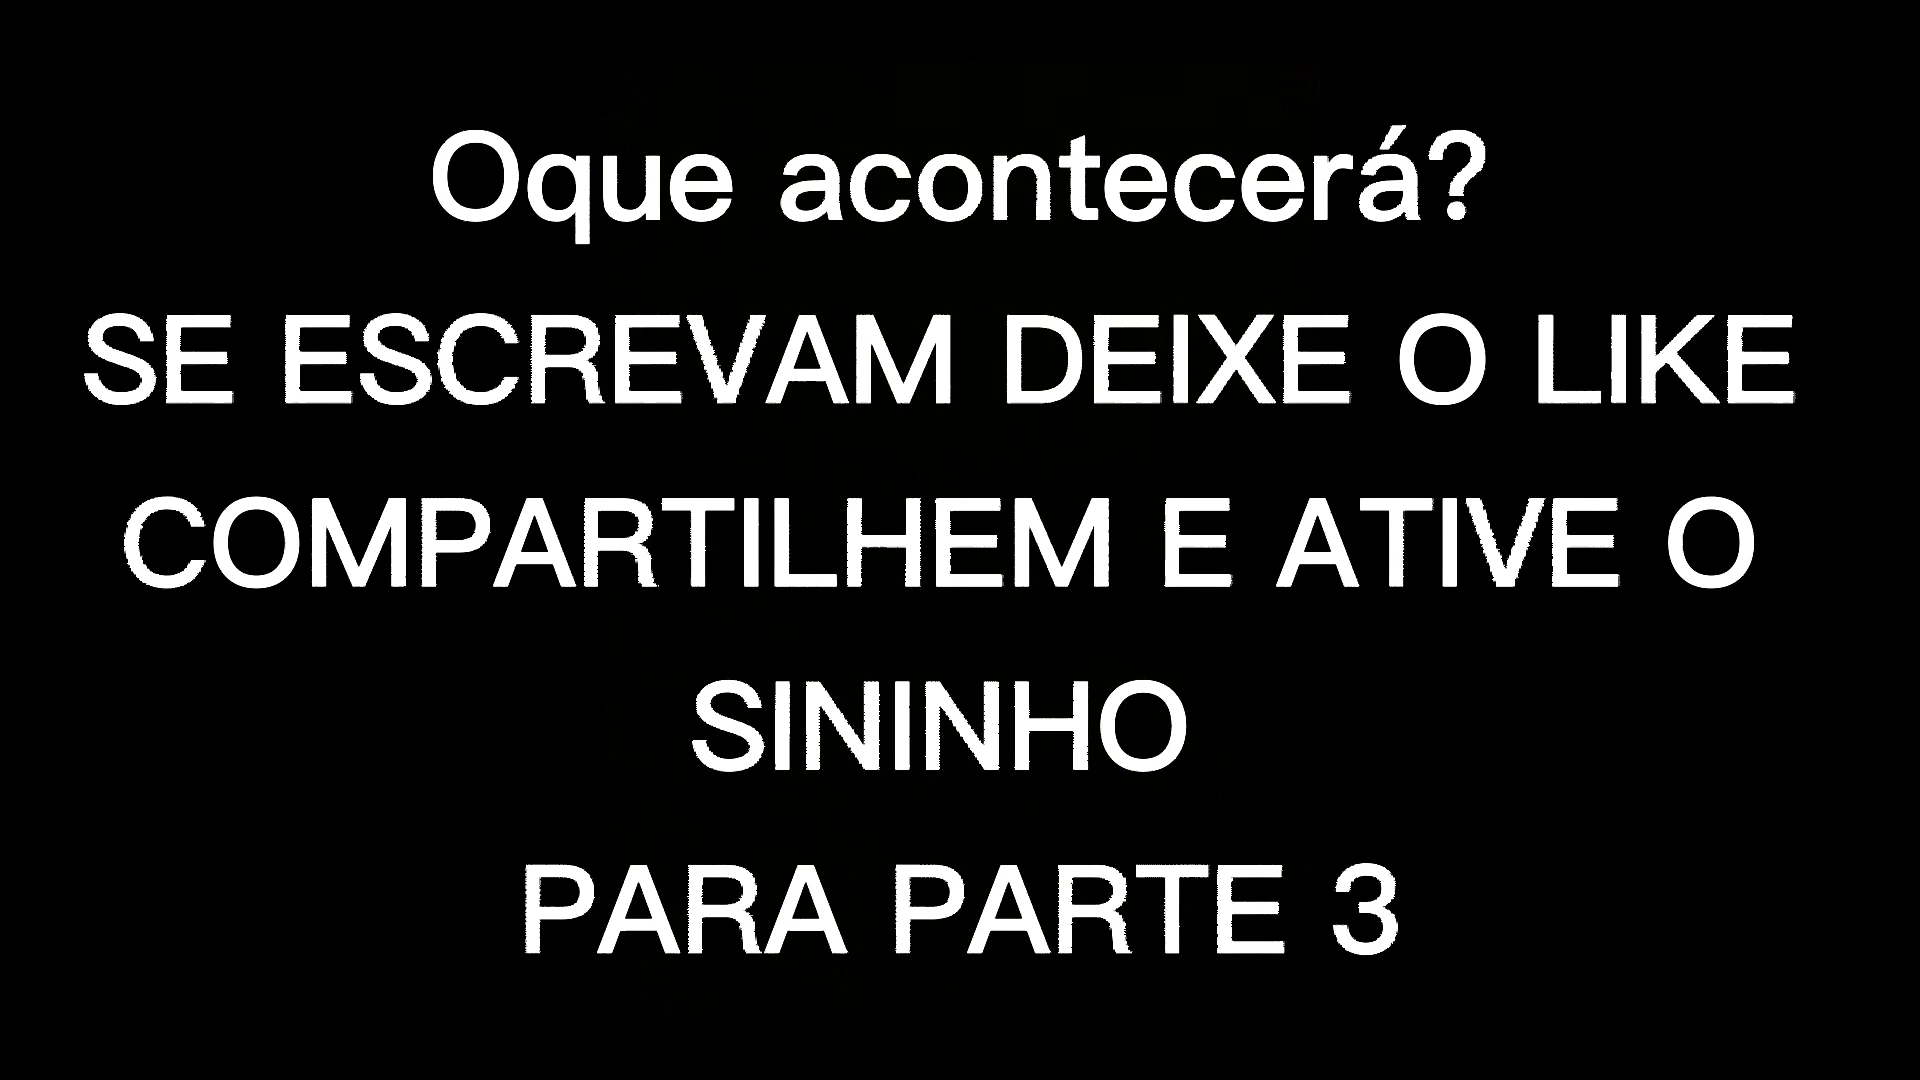 Oque acontecerá?
SE ESCREVAM DEIXE O LIKE
COMPARTILHEM E ATIVE O
SININHO
PARA PARTE 3